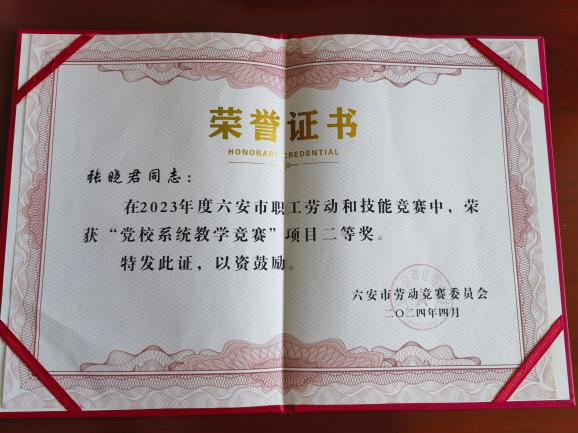 荣誉证书
HONORARY CREDENTIAL
张晓君同志：
在2023年度六安市职工劳动和技能竞赛中，荣
获“党校系统教学竞赛”项目二等奖。
特发此证，以资鼓励。
六安市劳动竞赛委员会
二〇二四年四月